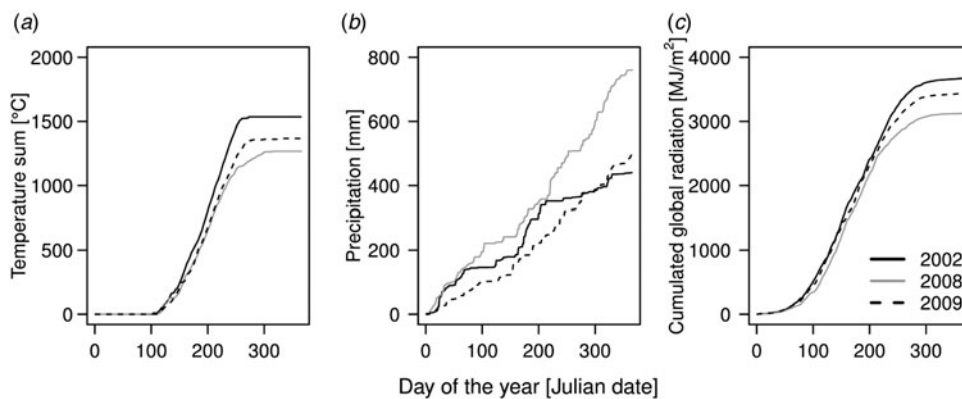 (a)
Temperature sum [°C]
2000
1500
1000
500
0
0 100 200 300
(b)
Precipitation [mm]
800
600
400
200
0
0 100 200 300
Day of the year [Julian date]
(c)
Cumulated global radiation [MJ/m²]
4000
3000
2000
1000
0
0 100 200 300
2002
2008
2009